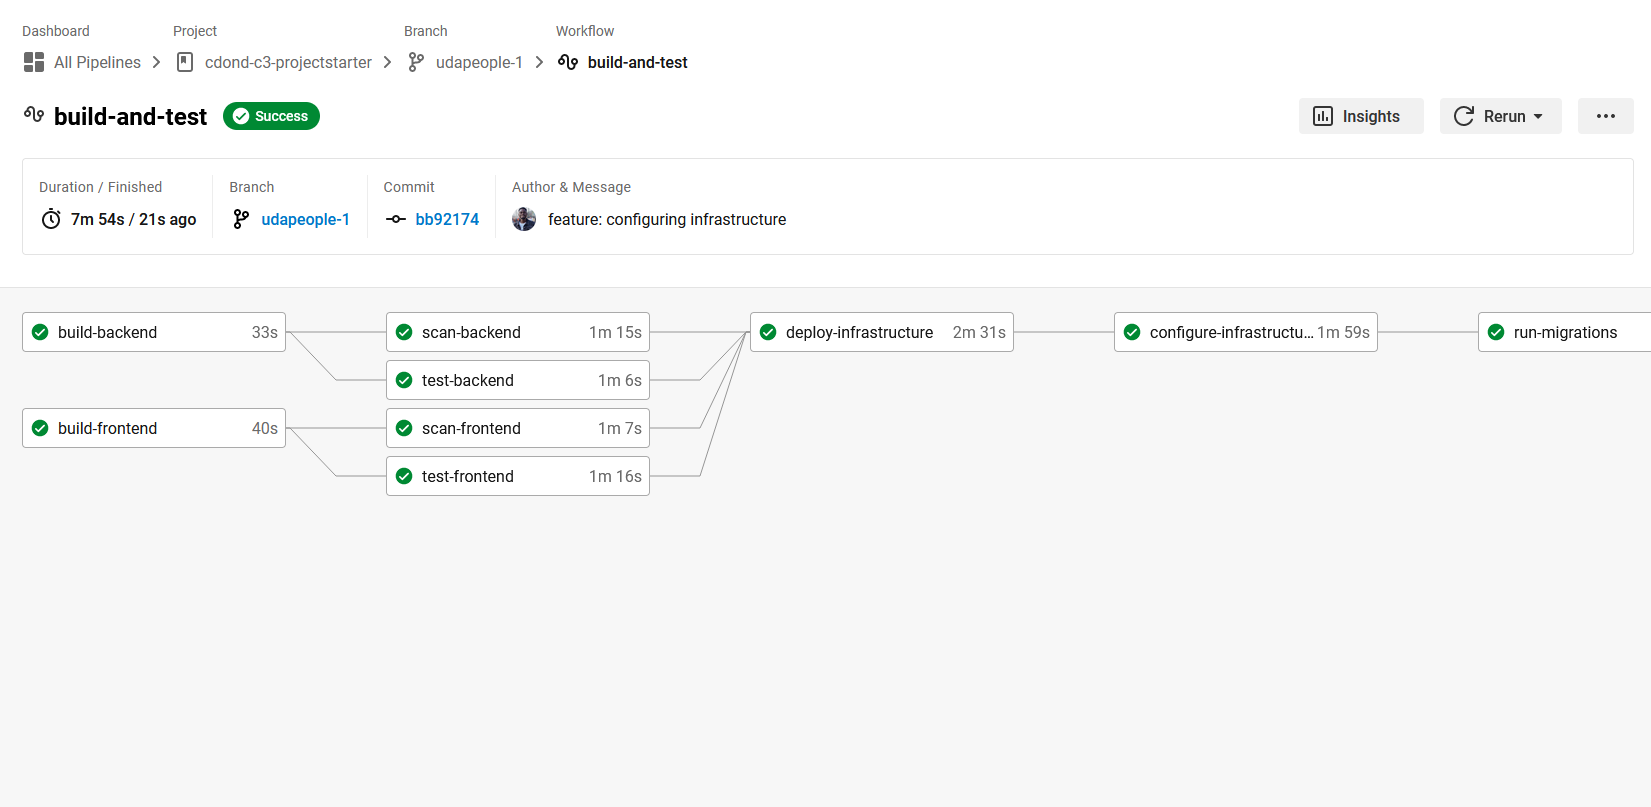 Dashboard Project Branch Workflow
All Pipelines cdond-c3-projectstarter udapeople-1 build-and-test
build-and-test Success Insights Rerun
Duration / Finished Branch Commit Author & Message
7m 54s / 21s ago udapeople-1 bb92174 feature: configuring infrastructure
build-backend 33s scan-backend 1m 15s deploy-infrastructure 2m 31s configure-infrastructu... 1m 59s run-migrations
test-backend 1m 6s
build-frontend 40s scan-frontend 1m 7s
test-frontend 1m 16s